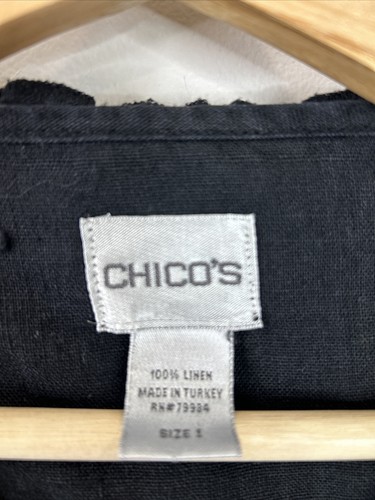 CHICO'S
100% LINEN
MADE IN TURKEY
RN#79984
SIZE 1